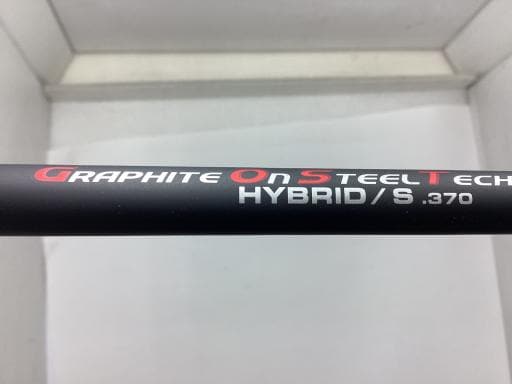 GRAPHITE On STEEL TECH
HYBRID/S .370